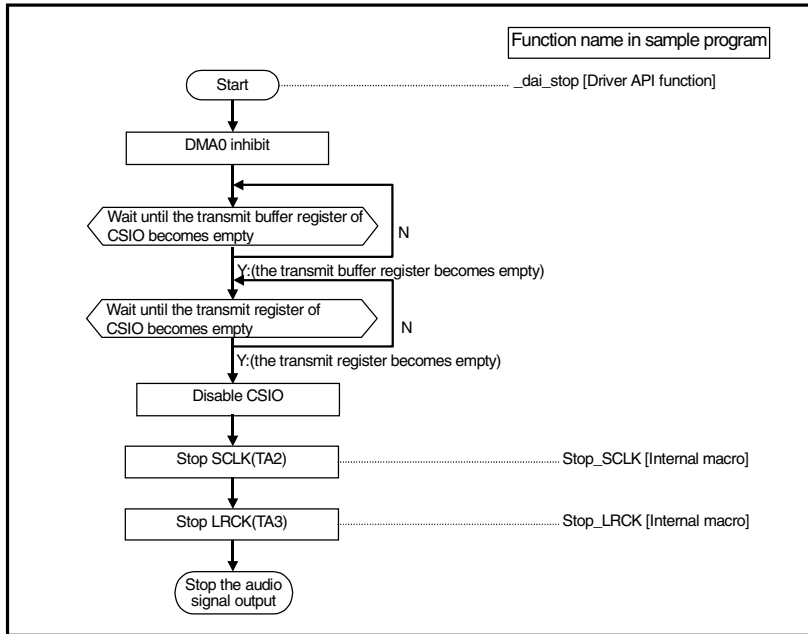 Function name in sample program
Start
_dai_stop [Driver API function]
DMA0 inhibit
Wait until the transmit buffer register of
CSIO becomes empty
N
Y:(the transmit buffer register becomes empty)
Wait until the transmit register of
CSIO becomes empty
N
Y:(the transmit register becomes empty)
Disable CSIO
Stop SCLK(TA2)
Stop_SCLK [Internal macro]
Stop LRCK(TA3)
Stop_LRCK [Internal macro]
Stop the audio
signal output